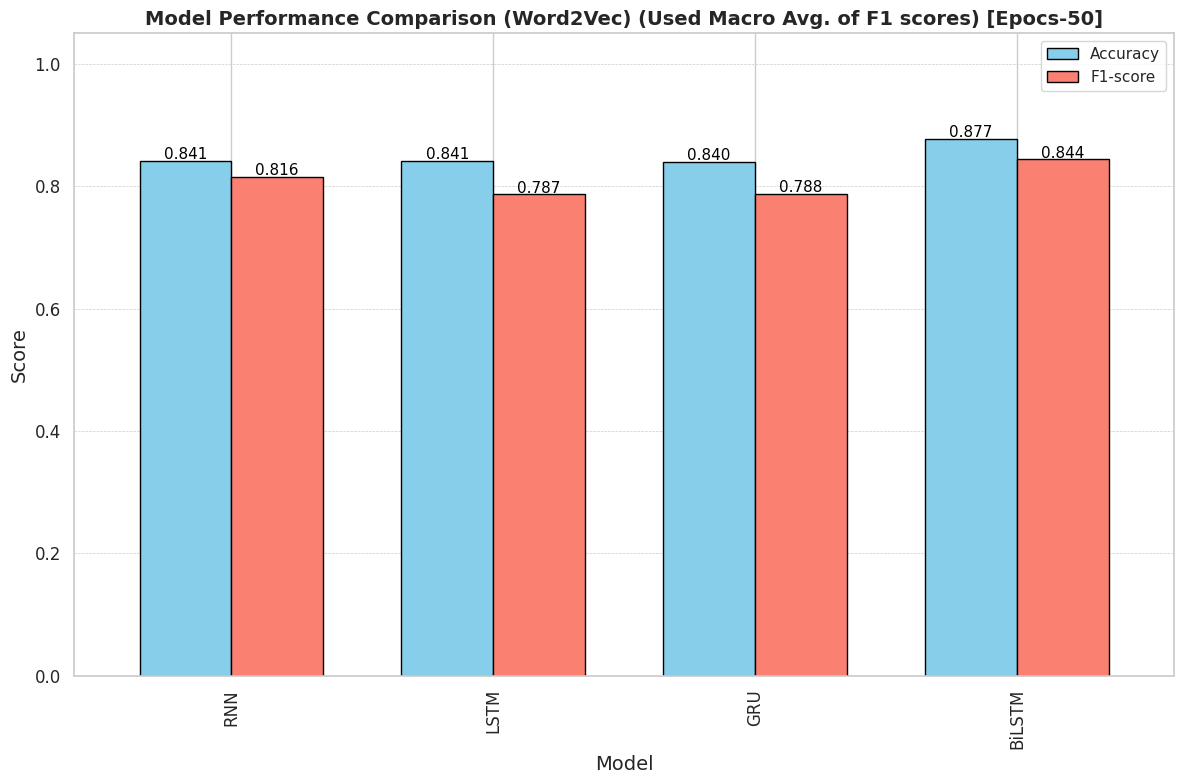 Model Performance Comparison (Word2Vec) (Used Macro Avg. of F1 scores) [Epocs-50]
Accuracy
F1-score
1.0
0.8
0.6
0.4
0.2
0.0
Score
0.841
0.816
0.841
0.787
0.840
0.788
0.877
0.844
RNN
LSTM
GRU
BiLSTM
Model